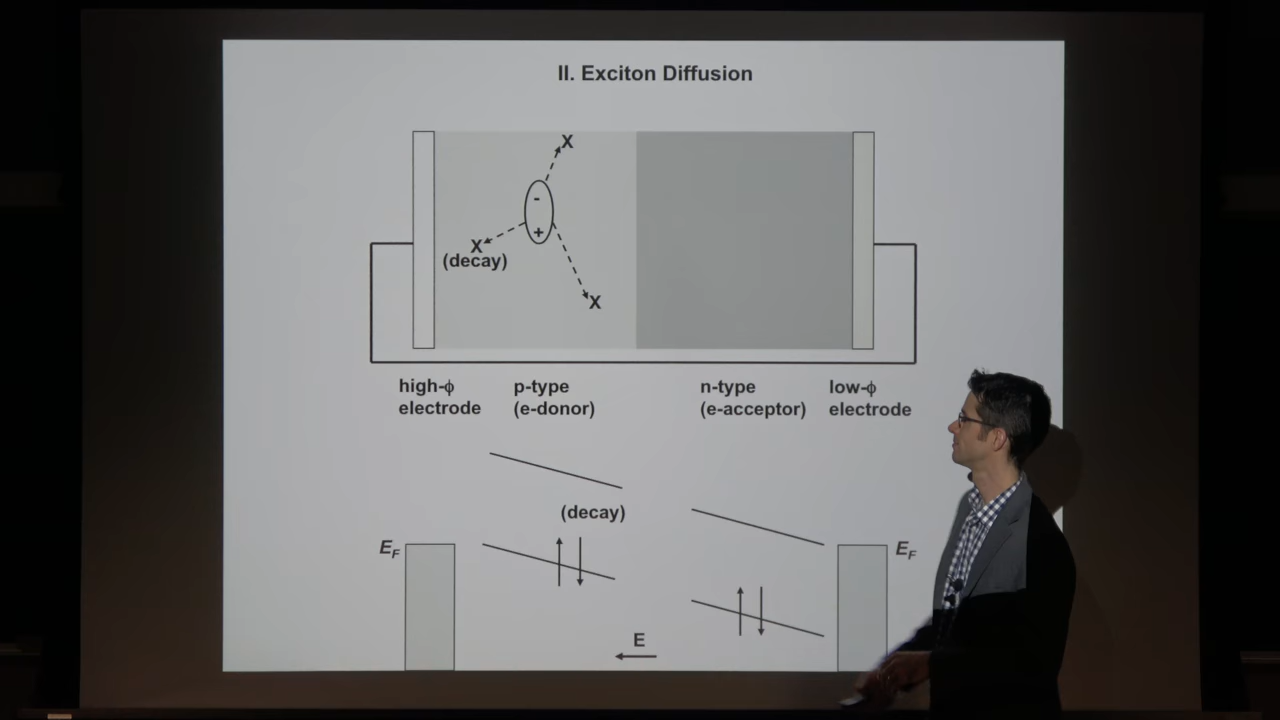 II. Exciton Diffusion
X
-
+
X
(decay)
X
high-ϕ
electrode
p-type
(e-donor)
n-type
(e-acceptor)
low-ϕ
electrode
(decay)
E_F
E_F
E